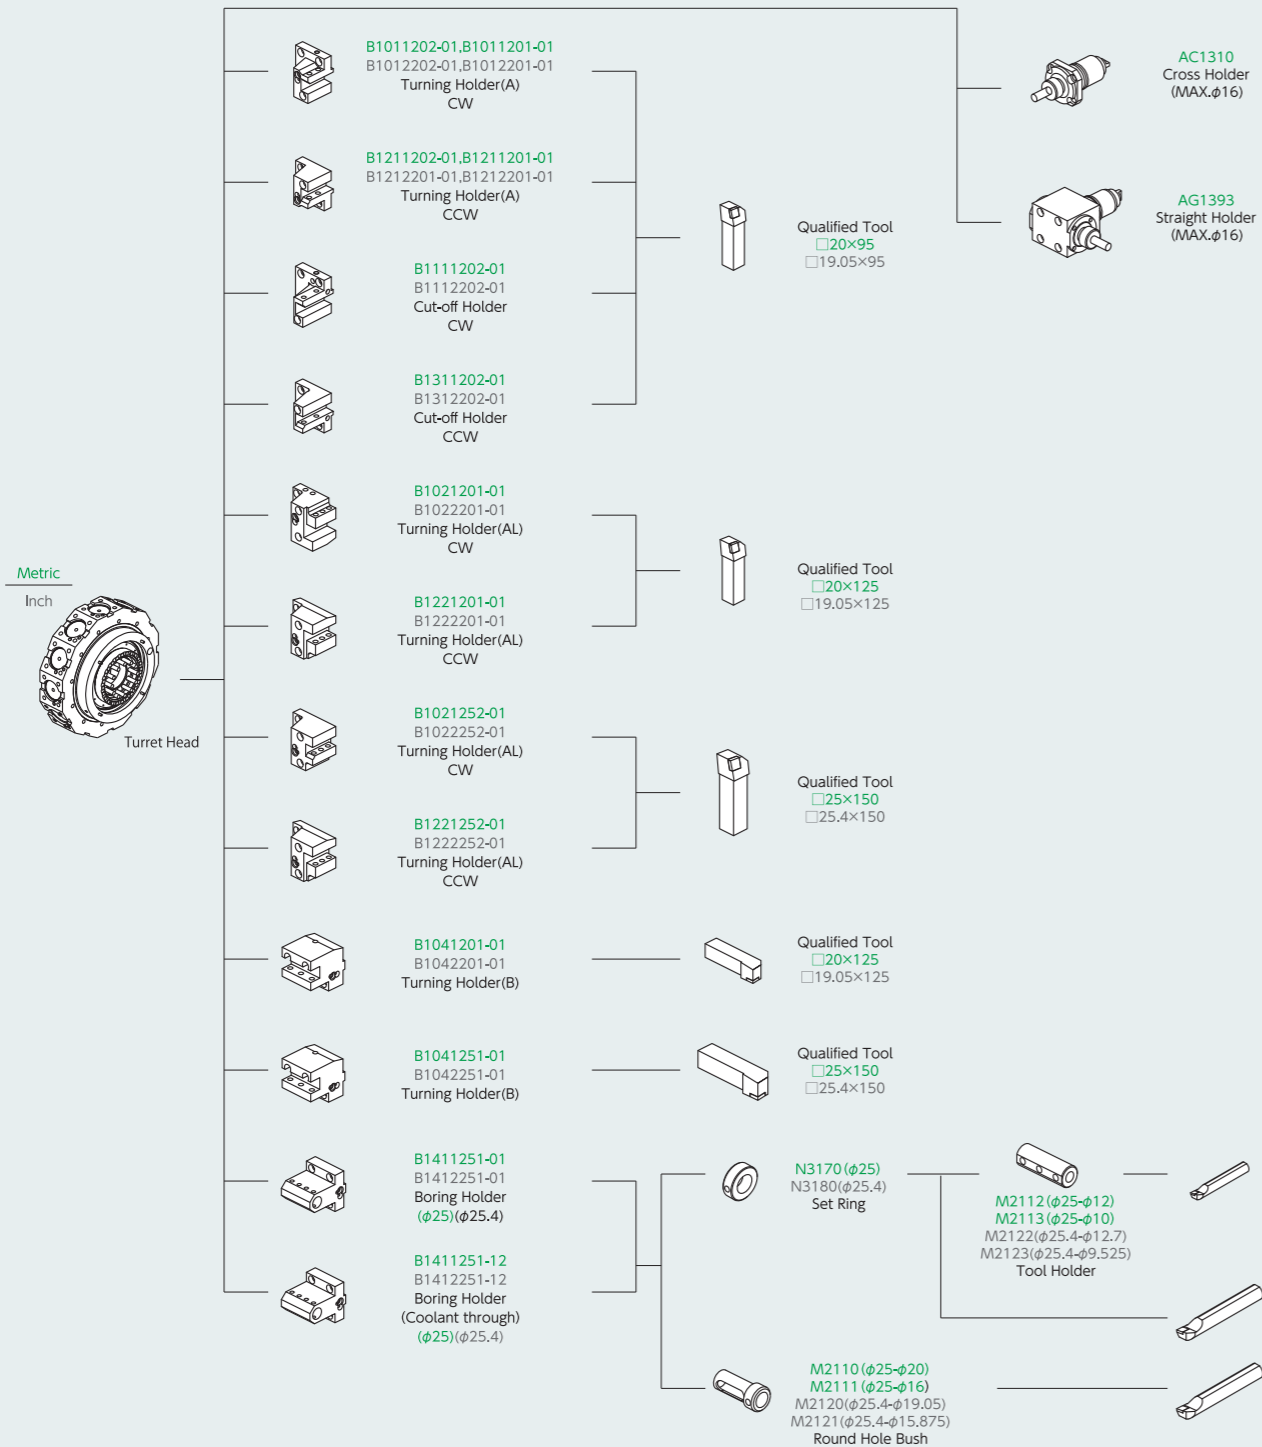 Metric
Inch
Turret Head
B1011202-01,B1011201-01
B1012202-01,B1012201-01
Turning Holder(A)
CW
B1211202-01,B1211201-01
B1212201-01,B1212201-01
Turning Holder(A)
CCW
B1111202-01
B1112202-01
Cut-off Holder
CW
B1311202-01
B1312202-01
Cut-off Holder
CCW
Qualified Tool
□20×95
□19.05×95
AC1310
Cross Holder
(MAX.φ16)
AG1393
Straight Holder
(MAX.φ16)
B1021201-01
B1022201-01
Turning Holder(AL)
CW
B1221201-01
B1222201-01
Turning Holder(AL)
CCW
Qualified Tool
□20×125
□19.05×125
B1021252-01
B1022252-01
Turning Holder(AL)
CW
B1221252-01
B1222252-01
Turning Holder(AL)
CCW
Qualified Tool
□25×150
□25.4×150
B1041201-01
B1042201-01
Turning Holder(B)
Qualified Tool
□20×125
□19.05×125
B1041251-01
B1042251-01
Turning Holder(B)
Qualified Tool
□25×150
□25.4×150
B1411251-01
B1412251-01
Boring Holder
(φ25)(φ25.4)
B1411251-12
B1412251-12
Boring Holder
(Coolant through)
(φ25)(φ25.4)
N3170(φ25)
N3180(φ25.4)
Set Ring
M2112(φ25-φ12)
M2113(φ25-φ10)
M2122(φ25.4-φ12.7)
M2123(φ25.4-φ9.525)
Tool Holder
M2110(φ25-φ20)
M2111(φ25-φ16)
M2120(φ25.4-φ19.05)
M2121(φ25.4-φ15.875)
Round Hole Bush